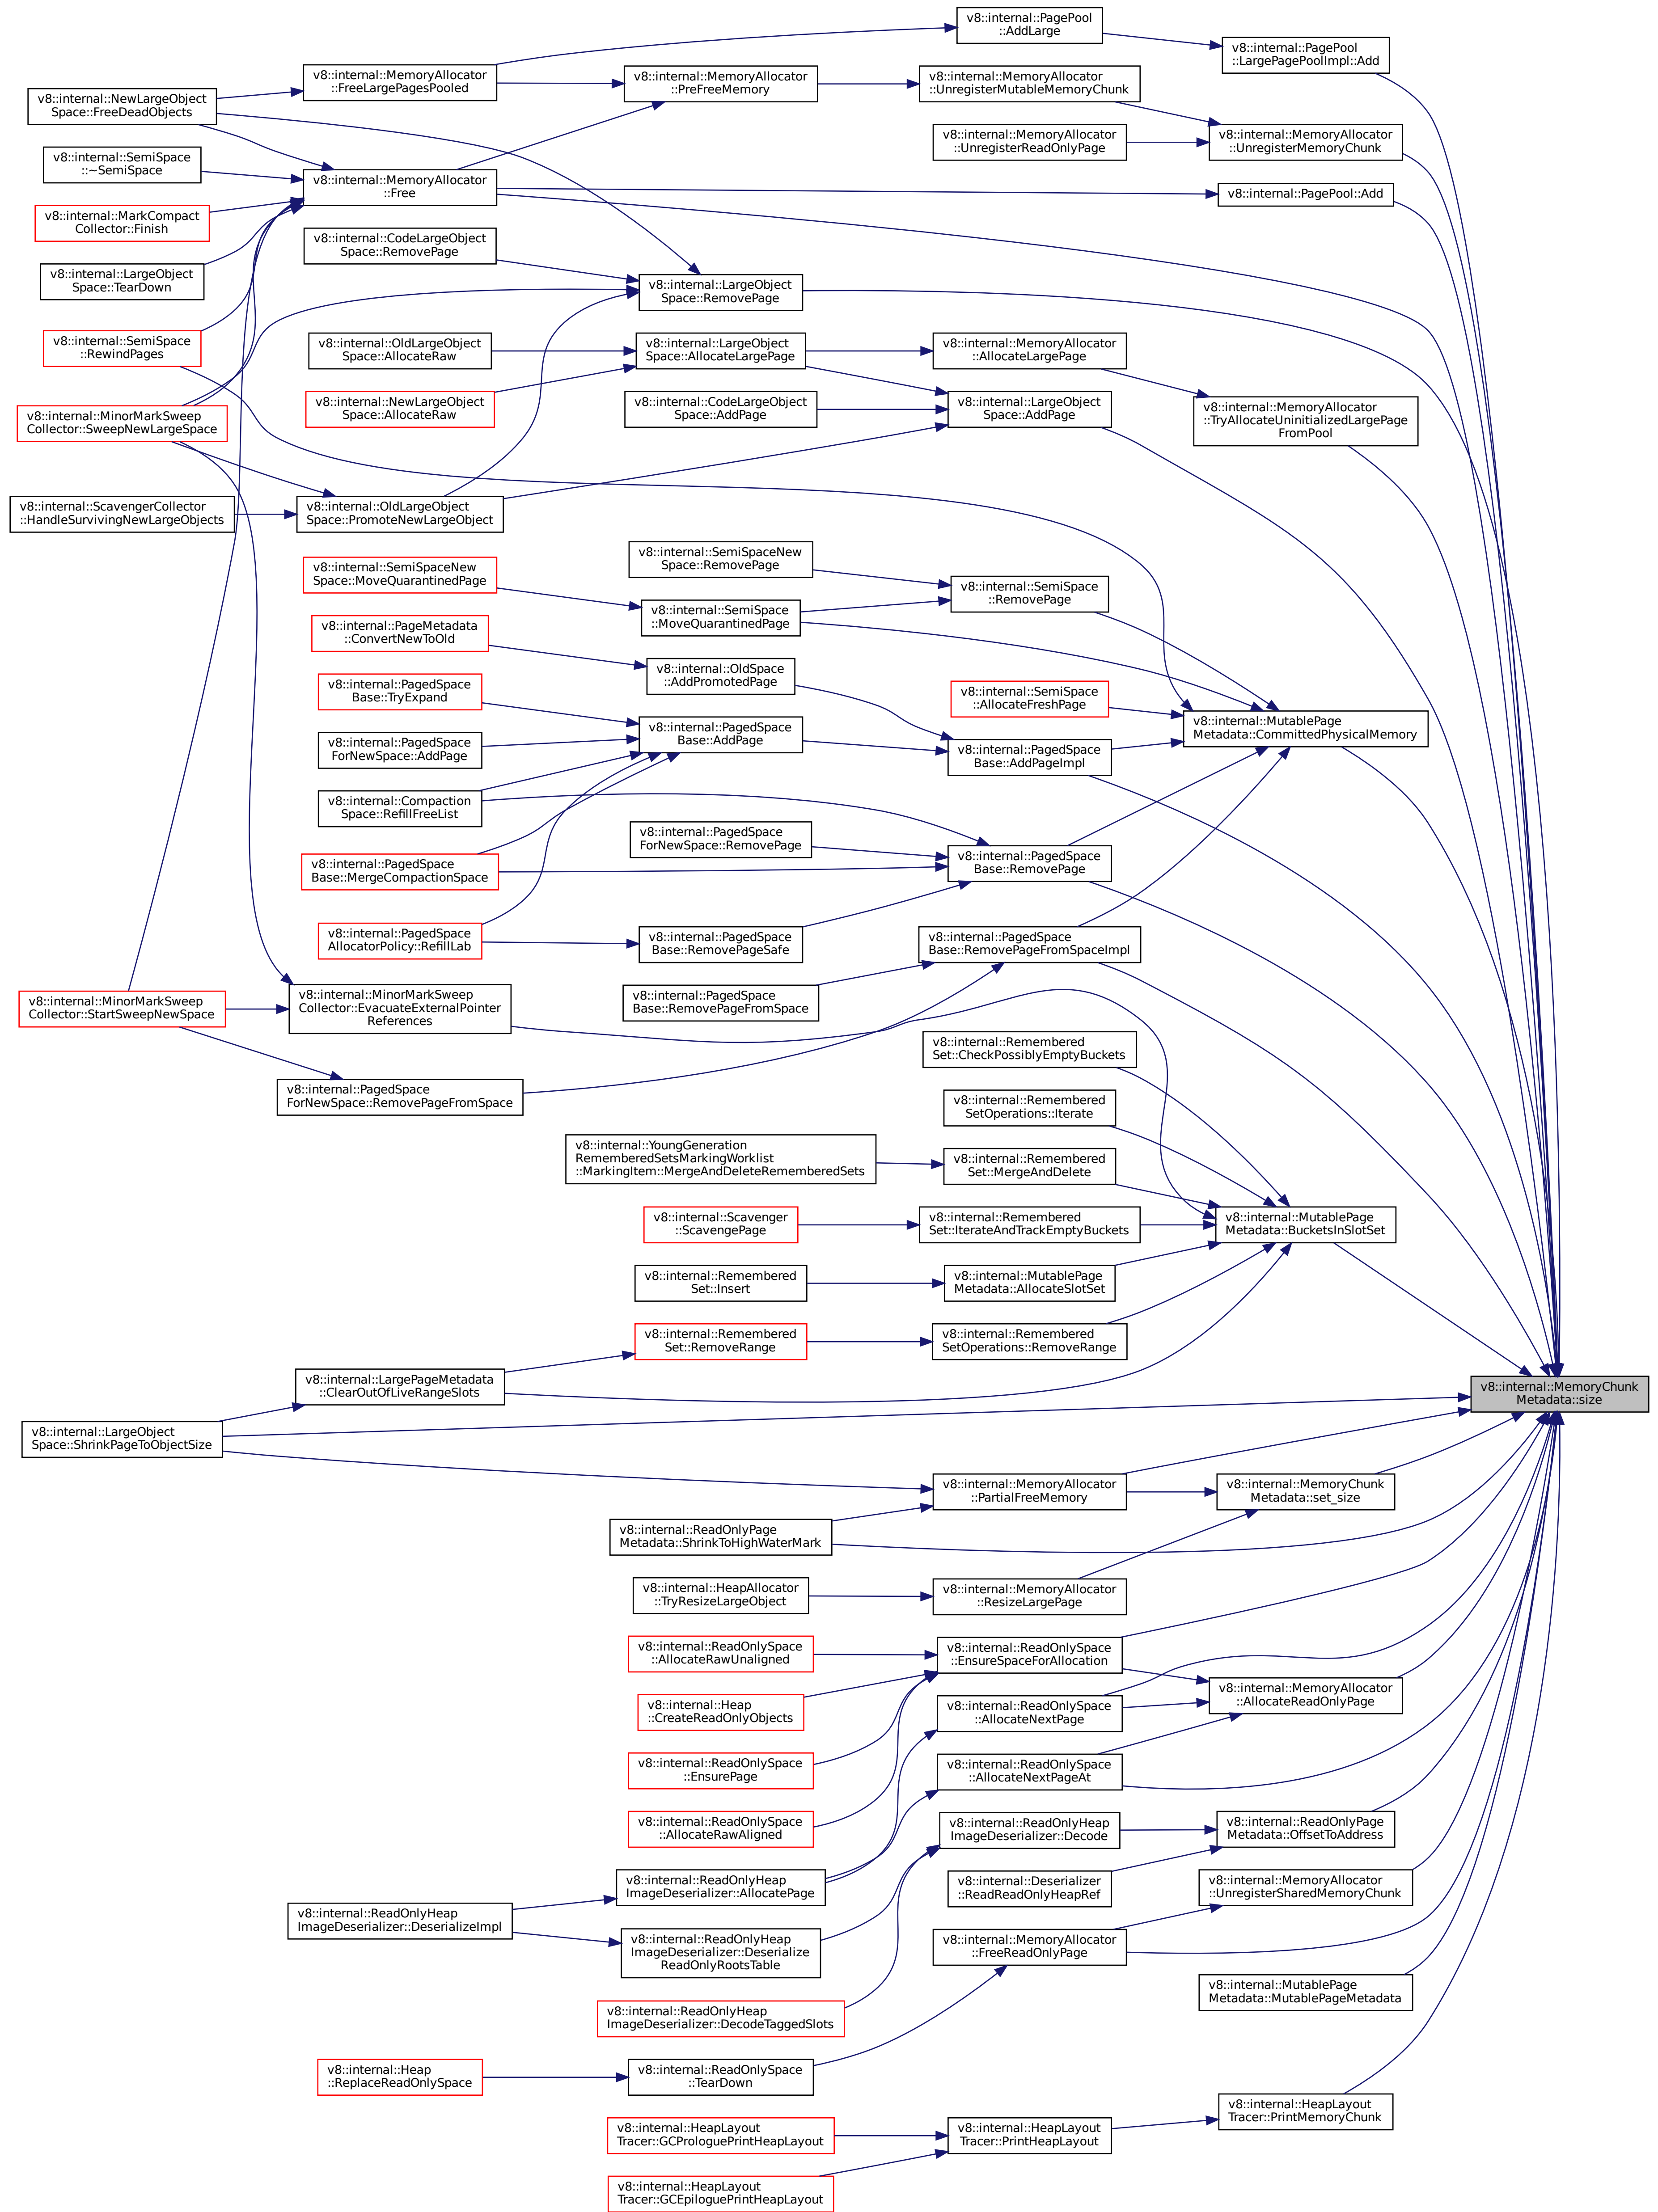 v8::internal::PagePool
::AddLarge
v8::internal::PagePool
::LargePagePoolImpl::Add
v8::internal::MemoryAllocator
::FreeLargePagesPooled
v8::internal::MemoryAllocator
::PreFreeMemory
v8::internal::MemoryAllocator
::UnregisterMutableMemoryChunk
v8::internal::NewLargeObject
Space::FreeDeadObjects
v8::internal::MemoryAllocator
::UnregisterReadOnlyPage
v8::internal::MemoryAllocator
::UnregisterMemoryChunk
v8::internal::SemiSpace
::~SemiSpace
v8::internal::MemoryAllocator
::Free
v8::internal::PagePool::Add
v8::internal::MarkCompact
Collector::Finish
v8::internal::CodeLargeObject
Space::RemovePage
v8::internal::LargeObject
Space::TearDown
v8::internal::LargeObject
Space::RemovePage
v8::internal::SemiSpace
::RewindPages
v8::internal::OldLargeObject
Space::AllocateRaw
v8::internal::LargeObject
Space::AllocateLargePage
v8::internal::MemoryAllocator
::AllocateLargePage
v8::internal::NewLargeObject
Space::AllocateRaw
v8::internal::CodeLargeObject
Space::AddPage
v8::internal::LargeObject
Space::AddPage
v8::internal::MemoryAllocator
::TryAllocateUninitializedLargePage
FromPool
v8::internal::MinorMarkSweep
Collector::SweepNewLargeSpace
v8::internal::ScavengerCollector
::HandleSurvivingNewLargeObjects
v8::internal::OldLargeObject
Space::PromoteNewLargeObject
v8::internal::SemiSpaceNew
Space::RemovePage
v8::internal::SemiSpaceNew
Space::MoveQuarantinedPage
v8::internal::SemiSpace
::RemovePage
v8::internal::SemiSpace
::MoveQuarantinedPage
v8::internal::PageMetadata
::ConvertNewToOld
v8::internal::OldSpace
::AddPromotedPage
v8::internal::PagedSpace
Base::TryExpand
v8::internal::SemiSpace
::AllocateFreshPage
v8::internal::MutablePage
Metadata::CommittedPhysicalMemory
v8::internal::PagedSpace
ForNewSpace::AddPage
v8::internal::PagedSpace
Base::AddPage
v8::internal::PagedSpace
Base::AddPageImpl
v8::internal::Compaction
Space::RefillFreeList
v8::internal::PagedSpace
ForNewSpace::RemovePage
v8::internal::PagedSpace
Base::MergeCompactionSpace
v8::internal::PagedSpace
Base::RemovePage
v8::internal::PagedSpace
AllocatorPolicy::RefillLab
v8::internal::PagedSpace
Base::RemovePageSafe
v8::internal::PagedSpace
Base::RemovePageFromSpaceImpl
v8::internal::MinorMarkSweep
Collector::StartSweepNewSpace
v8::internal::MinorMarkSweep
Collector::EvacuateExternalPointer
References
v8::internal::PagedSpace
Base::RemovePageFromSpace
v8::internal::Remembered
Set::CheckPossiblyEmptyBuckets
v8::internal::PagedSpace
ForNewSpace::RemovePageFromSpace
v8::internal::Remembered
SetOperations::Iterate
v8::internal::YoungGeneration
RememberedSetsMarkingWorklist
::MarkingItem::MergeAndDeleteRememberedSets
v8::internal::Remembered
Set::MergeAndDelete
v8::internal::Scavenger
::ScavengePage
v8::internal::Remembered
Set::IterateAndTrackEmptyBuckets
v8::internal::MutablePage
Metadata::BucketsInSlotSet
v8::internal::Remembered
Set::Insert
v8::internal::MutablePage
Metadata::AllocateSlotSet
v8::internal::Remembered
Set::RemoveRange
v8::internal::Remembered
SetOperations::RemoveRange
v8::internal::LargePageMetadata
::ClearOutOfLiveRangeSlots
v8::internal::MemoryChunk
Metadata::size
v8::internal::LargeObject
Space::ShrinkPageToObjectSize
v8::internal::MemoryAllocator
::PartialFreeMemory
v8::internal::MemoryChunk
Metadata::set_size
v8::internal::ReadOnlyPage
Metadata::ShrinkToHighWaterMark
v8::internal::HeapAllocator
::TryResizeLargeObject
v8::internal::MemoryAllocator
::ResizeLargePage
v8::internal::ReadOnlySpace
::AllocateRawUnaligned
v8::internal::ReadOnlySpace
::EnsureSpaceForAllocation
v8::internal::Heap
::CreateReadOnlyObjects
v8::internal::ReadOnlySpace
::AllocateNextPage
v8::internal::MemoryAllocator
::AllocateReadOnlyPage
v8::internal::ReadOnlySpace
::EnsurePage
v8::internal::ReadOnlySpace
::AllocateNextPageAt
v8::internal::ReadOnlySpace
::AllocateRawAligned
v8::internal::ReadOnlyHeap
ImageDeserializer::Decode
v8::internal::ReadOnlyPage
Metadata::OffsetToAddress
v8::internal::ReadOnlyHeap
ImageDeserializer::AllocatePage
v8::internal::Deserializer
::ReadReadOnlyHeapRef
v8::internal::MemoryAllocator
::UnregisterSharedMemoryChunk
v8::internal::ReadOnlyHeap
ImageDeserializer::DeserializeImpl
v8::internal::ReadOnlyHeap
ImageDeserializer::Deserialize
ReadOnlyRootsTable
v8::internal::MemoryAllocator
::FreeReadOnlyPage
v8::internal::MutablePage
Metadata::MutablePageMetadata
v8::internal::ReadOnlyHeap
ImageDeserializer::DecodeTaggedSlots
v8::internal::Heap
::ReplaceReadOnlySpace
v8::internal::ReadOnlySpace
::TearDown
v8::internal::HeapLayout
Tracer::PrintMemoryChunk
v8::internal::HeapLayout
Tracer::GCProloguePrintHeapLayout
v8::internal::HeapLayout
Tracer::PrintHeapLayout
v8::internal::HeapLayout
Tracer::GCEpiloguePrintHeapLayout